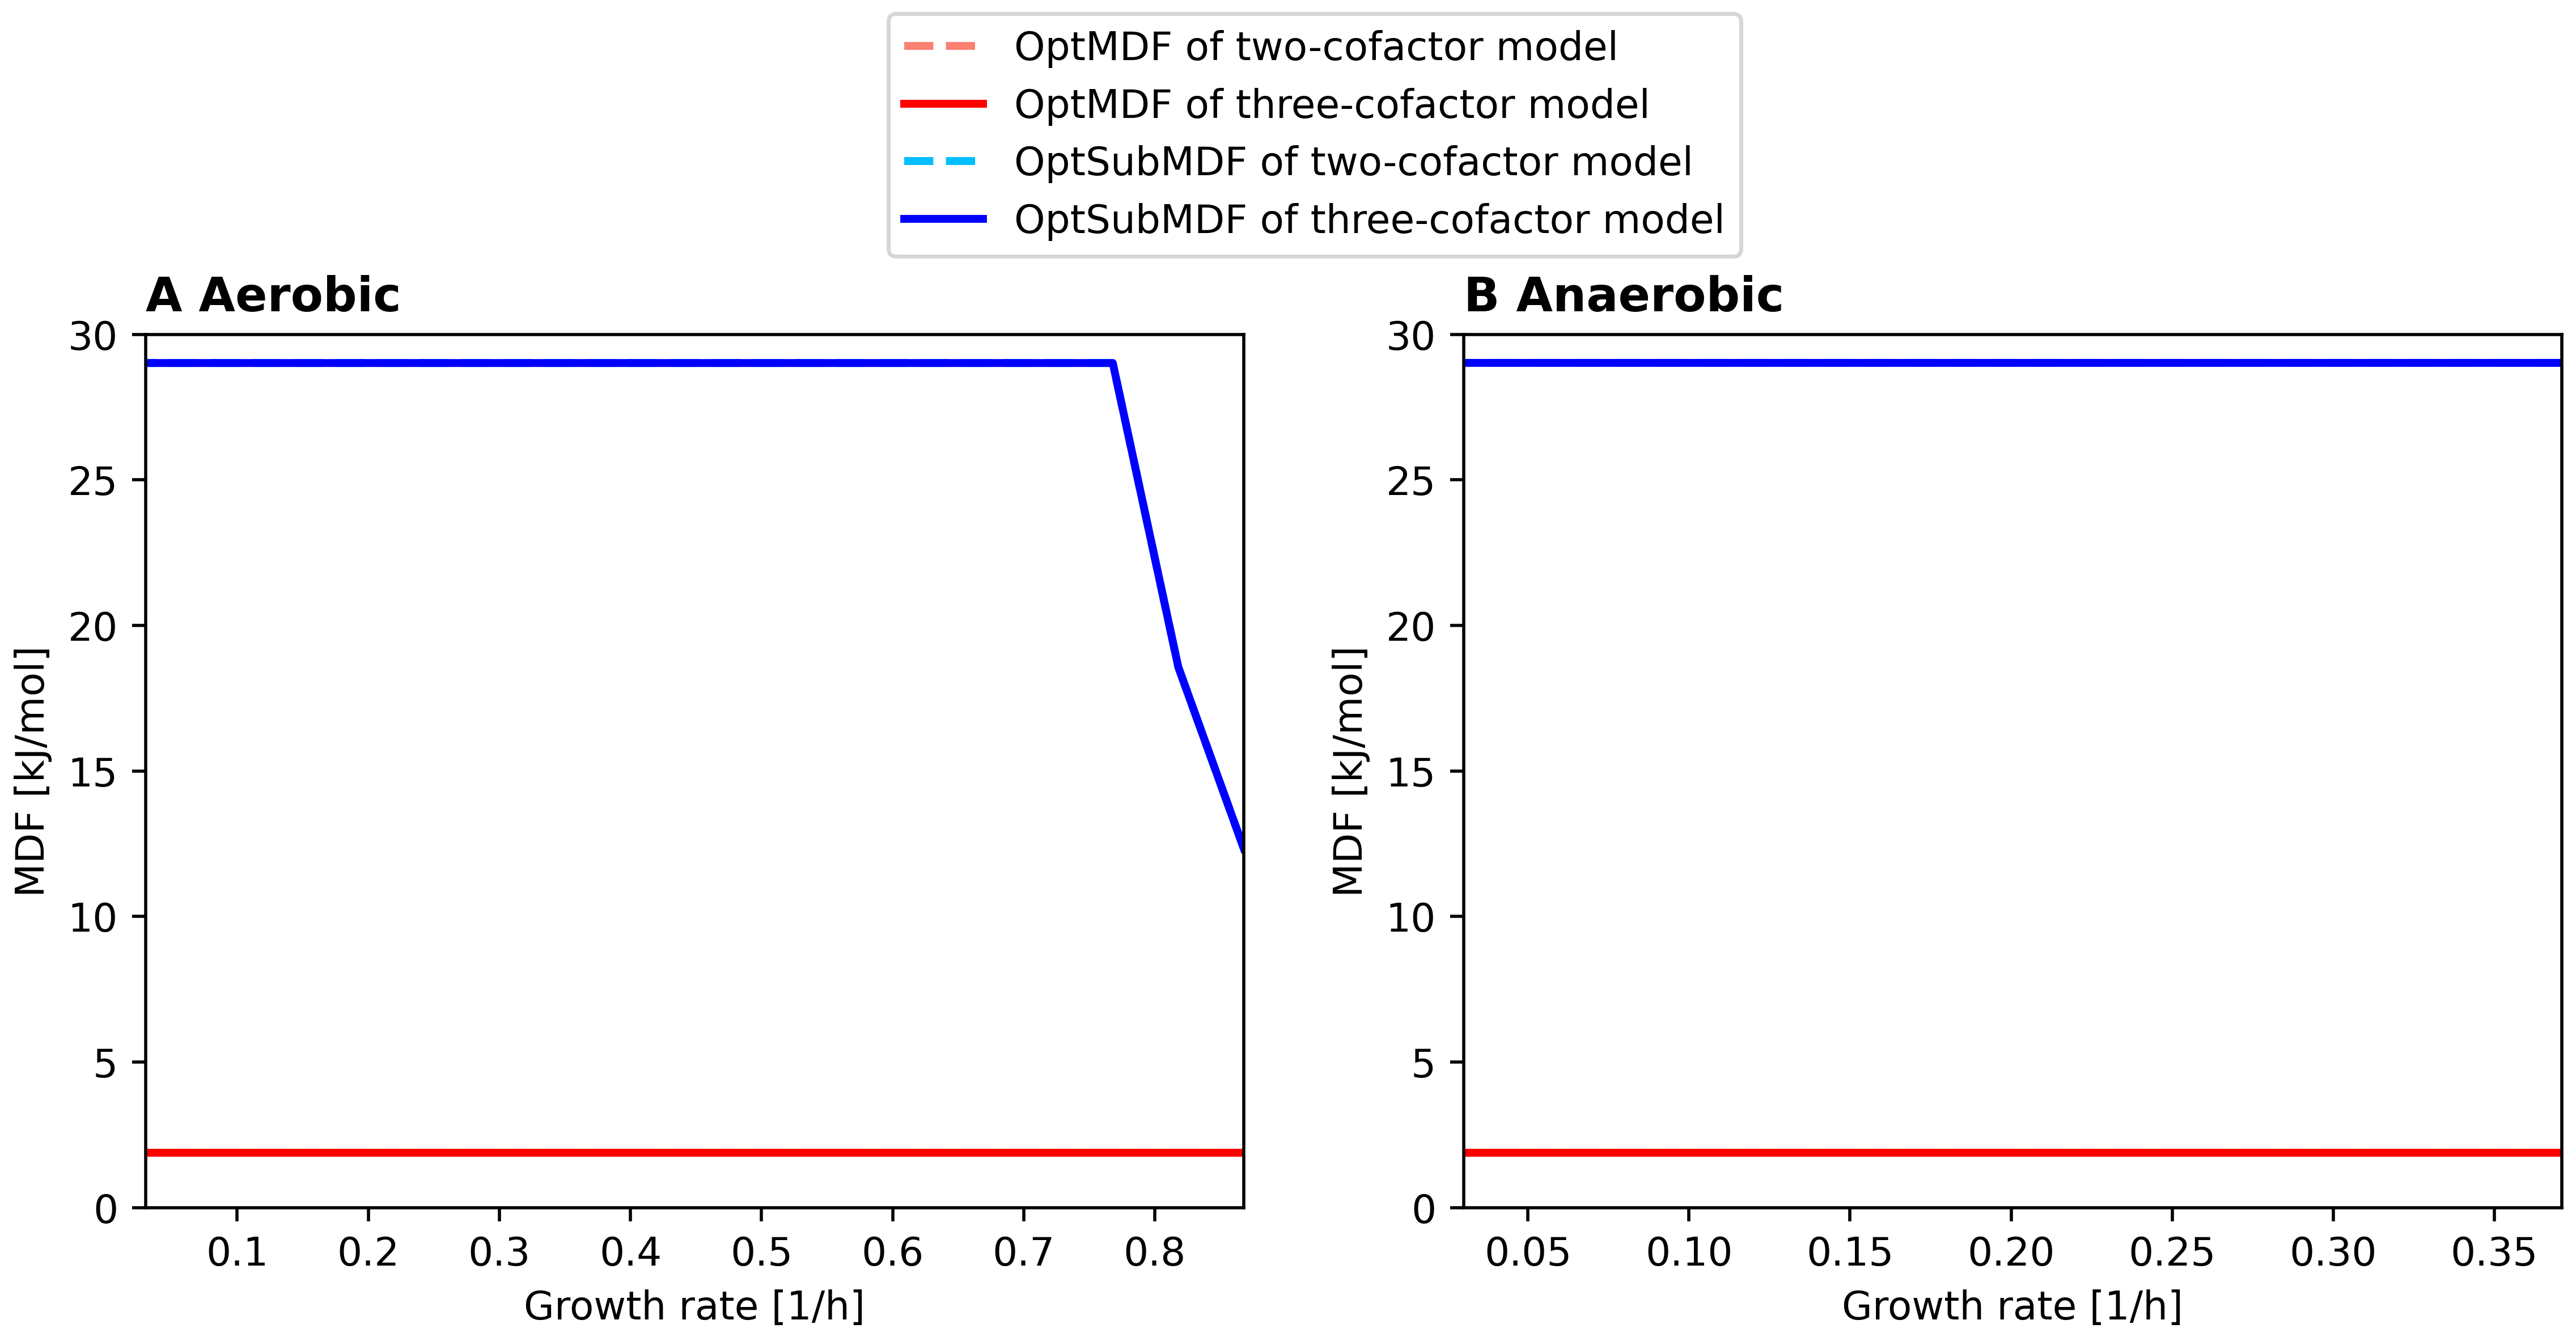 OptMDF of two-cofactor model
OptMDF of three-cofactor model
OptSubMDF of two-cofactor model
OptSubMDF of three-cofactor model
A Aerobic
30
25
20
15
10
5
0
MDF [kJ/mol]
0.1 0.2 0.3 0.4 0.5 0.6 0.7 0.8
Growth rate [1/h]
B Anaerobic
30
25
20
15
10
5
0
MDF [kJ/mol]
0.05 0.10 0.15 0.20 0.25 0.30 0.35
Growth rate [1/h]